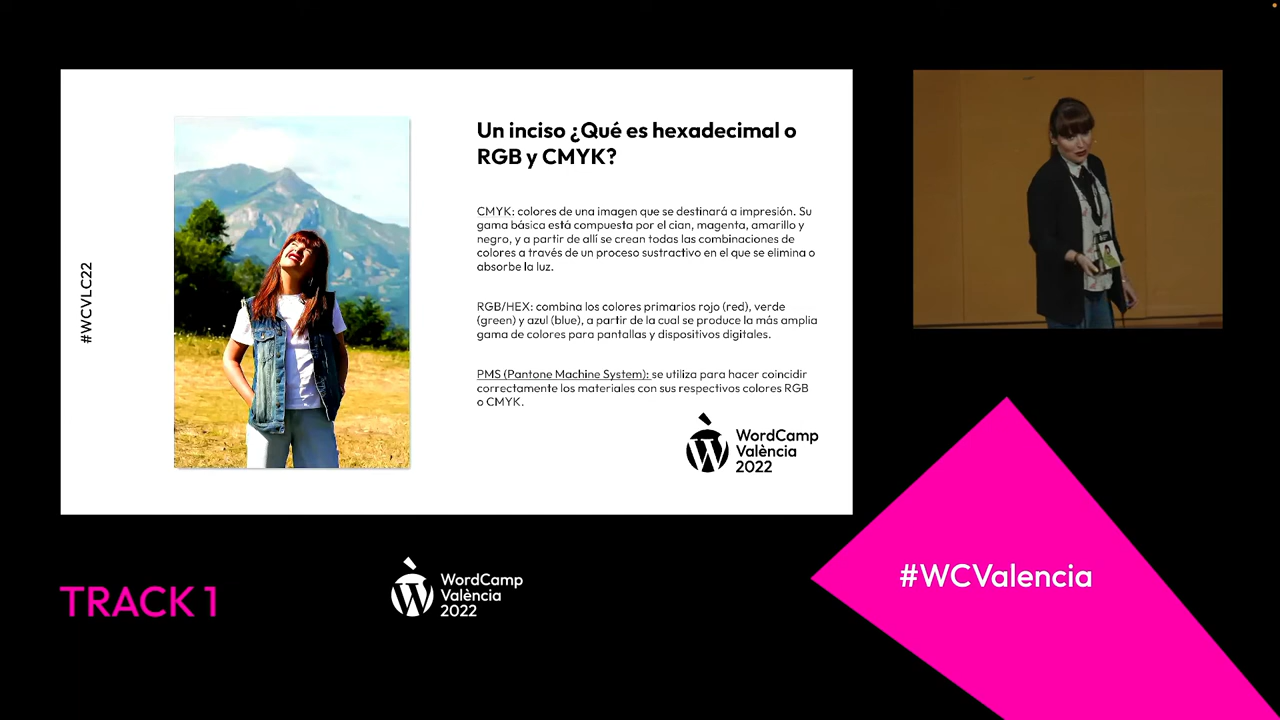 #WCVLC22
Un inciso ¿Qué es hexadecimal o
RGB y CMYK?
CMYK: colores de una imagen que se destinará a impresión. Su
gama básica está compuesta por el cian, magenta, amarillo y
negro, y a partir de allí se crean todas las combinaciones de
colores a través de un proceso sustractivo en el que se elimina o
absorbe la luz.
RGB/HEX: combina los colores primarios rojo (red), verde
(green) y azul (blue), a partir de la cual se produce la más amplia
gama de colores para pantallas y dispositivos digitales.
PMS (Pantone Machine System): se utiliza para hacer coincidir
correctamente los materiales con sus respectivos colores RGB
o CMYK.
WordCamp
València
2022
TRACK 1
WordCamp
València
2022
#WCValencia